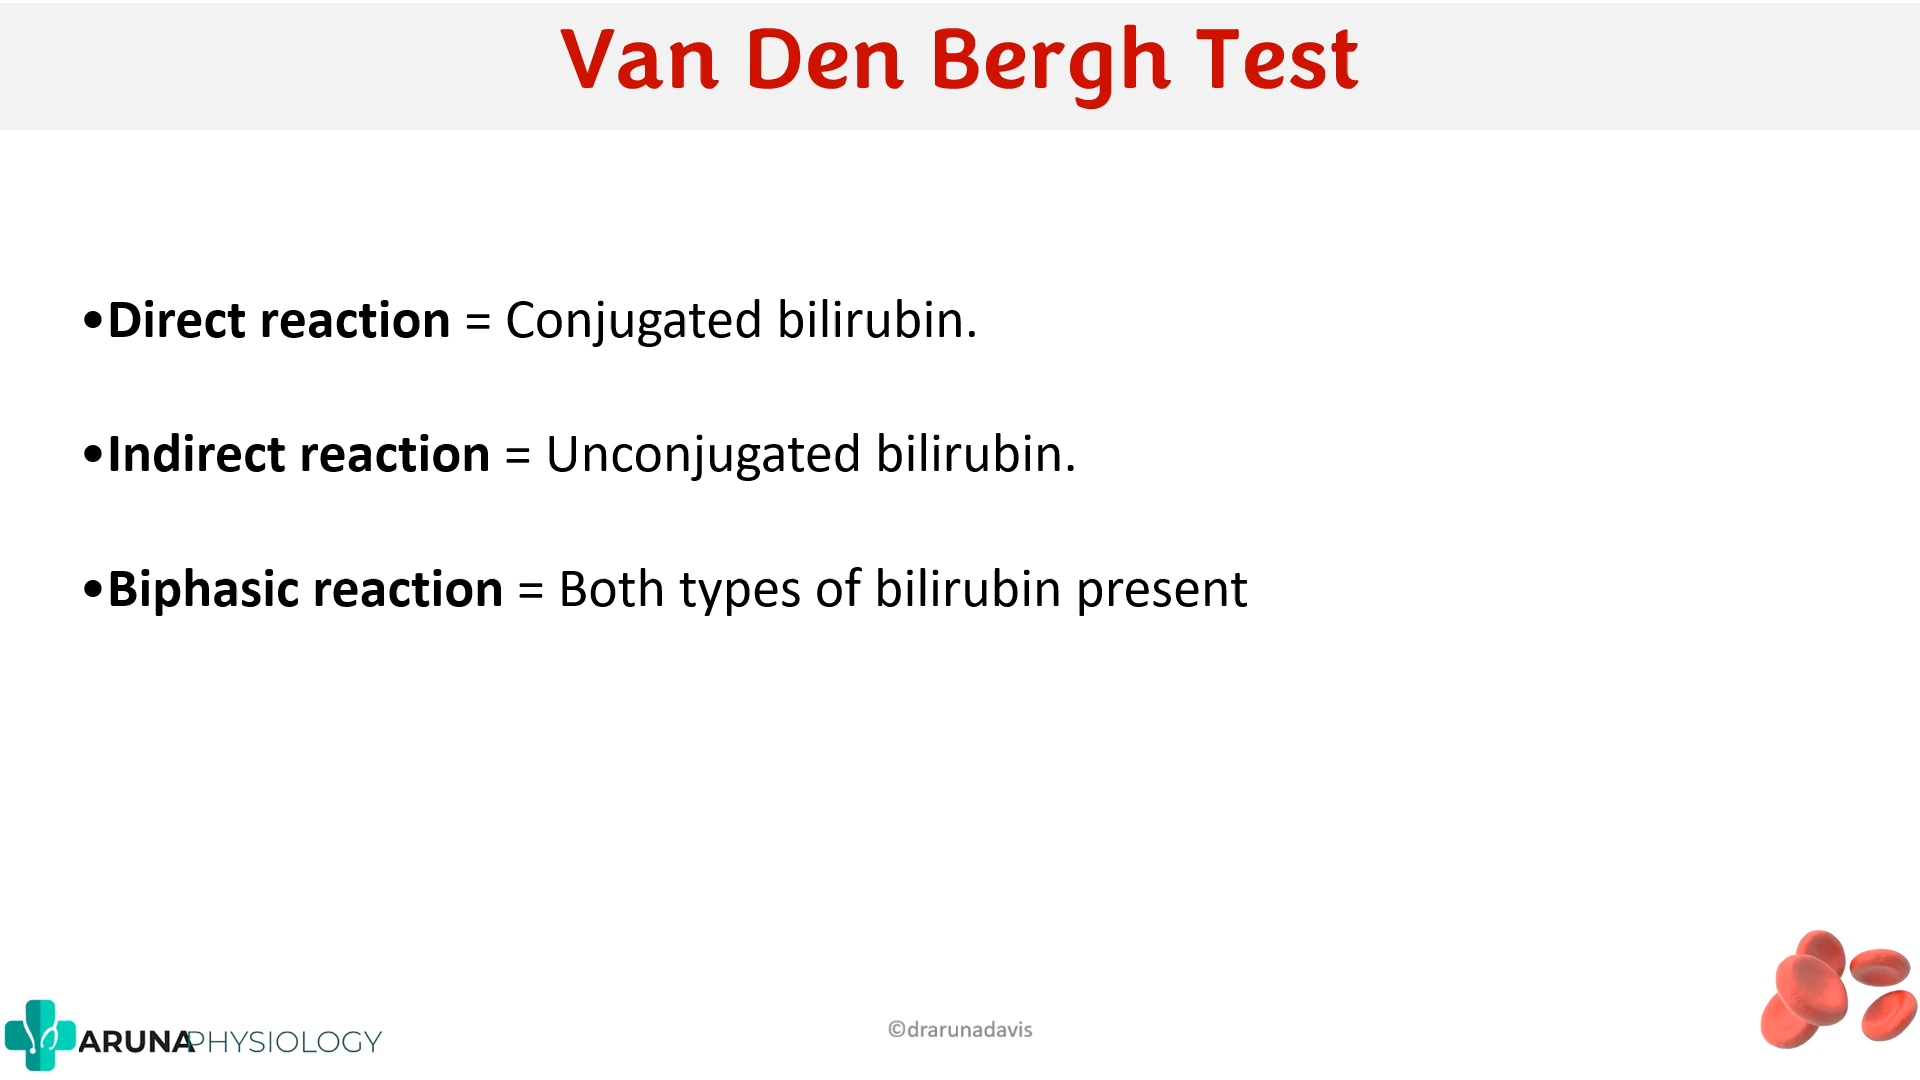 Van Den Bergh Test
•Direct reaction = Conjugated bilirubin.
•Indirect reaction = Unconjugated bilirubin.
•Biphasic reaction = Both types of bilirubin present
ARUNAPHYSIOLOGY
©drarunadavis